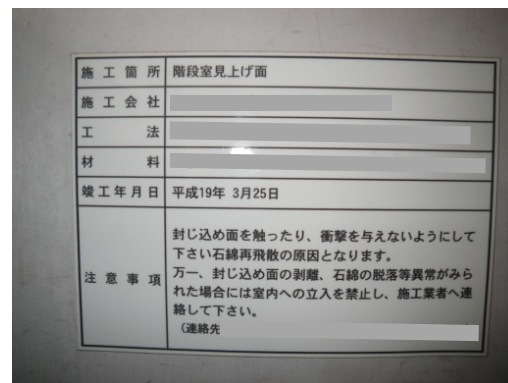 施工箇所 階段室見上げ面
施工会社
工法
材料
竣工年月日 平成19年 3月25日
注意事項
封じ込め面を触ったり、衝撃を与えないようにして
下さい石綿再飛散の原因となります。
万一、封じ込め面の剥離、石綿の脱落等異常がみら
れた場合には室内への立入を禁止し、施工業者へ連
絡して下さい。
(連絡先